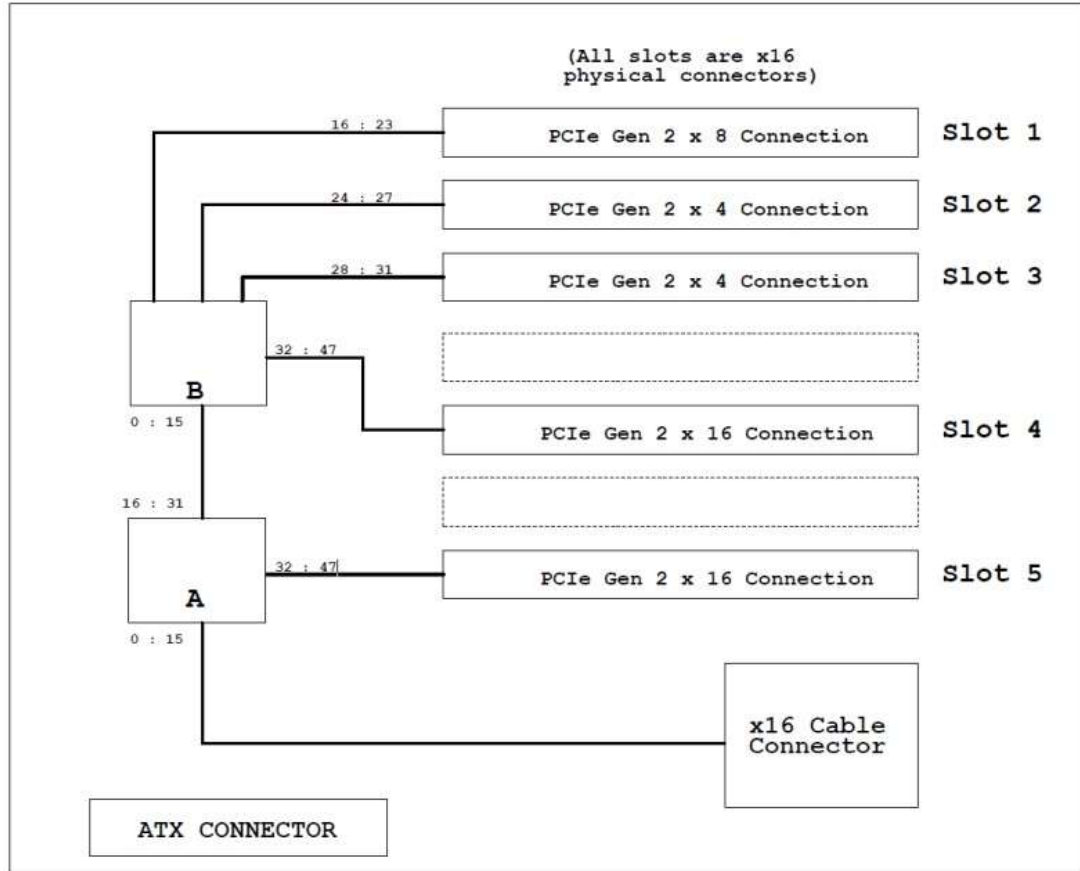 (All slots are x16
physical connectors)
16 : 23
PCIe Gen 2 x 8 Connection
Slot 1
24 : 27
PCIe Gen 2 x 4 Connection
Slot 2
28 : 31
PCIe Gen 2 x 4 Connection
Slot 3
32 : 47
B
0 : 15
PCIe Gen 2 x 16 Connection
Slot 4
16 : 31
32 : 47
PCIe Gen 2 x 16 Connection
Slot 5
A
0 : 15
x16 Cable
Connector
ATX CONNECTOR